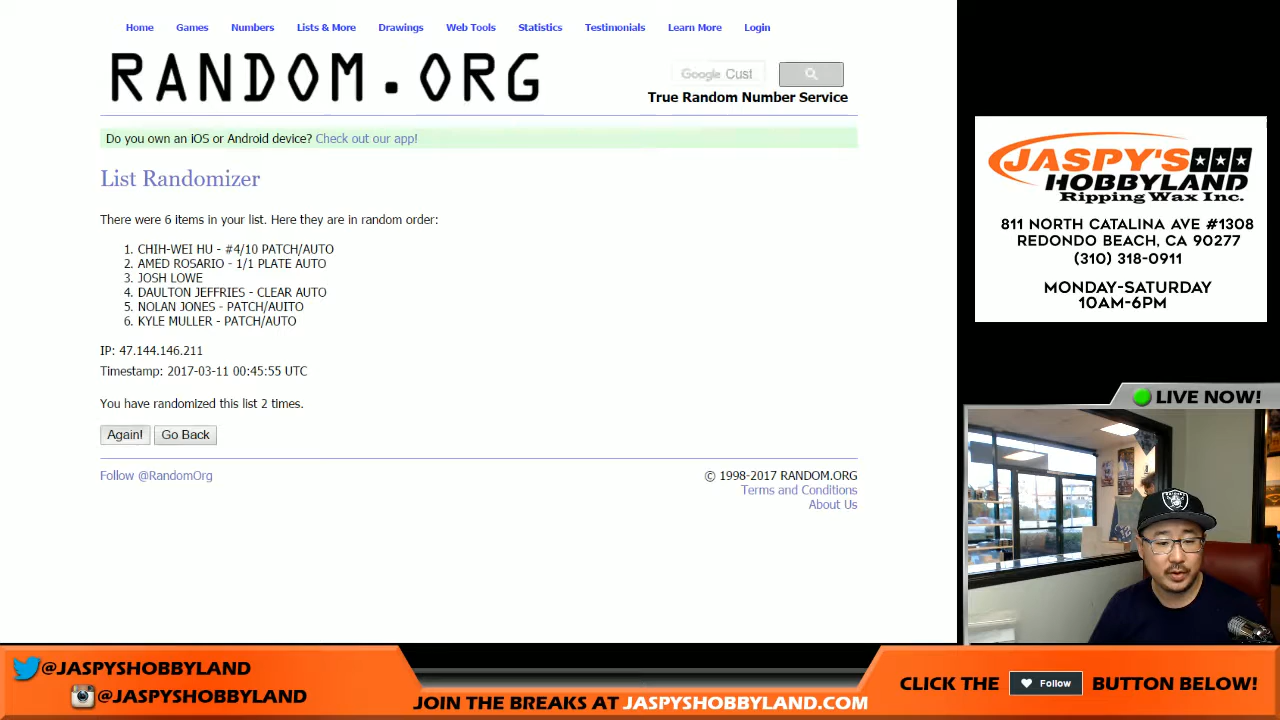 Home Games Numbers Lists & More Drawings Web Tools Statistics Testimonials Learn More Login
RANDOM.ORG
Google Cust
True Random Number Service
Do you own an iOS or Android device? Check out our app!
List Randomizer
There were 6 items in your list. Here they are in random order:
1. CHIH-WEI HU - #4/10 PATCH/AUTO
2. AMED ROSARIO - 1/1 PLATE AUTO
3. JOSH LOWE
4. DAULTON JEFFRIES - CLEAR AUTO
5. NOLAN JONES - PATCH/AUITO
6. KYLE MULLER - PATCH/AUTO
IP: 47.144.146.211
Timestamp: 2017-03-11 00:45:55 UTC
You have randomized this list 2 times.
Again! Go Back
Follow @RandomOrg
© 1998-2017 RANDOM.ORG
Terms and Conditions
About Us
JASPY'S
HOBBYLAND
Ripping Wax Inc.
811 NORTH CATALINA AVE #1308
REDONDO BEACH, CA 90277
(310) 318-0911
MONDAY-SATURDAY
10AM-6PM
LIVE NOW!
RAIDERS
@JASPYSHOBBYLAND
@JASPYSHOBBYLAND
JOIN THE BREAKS AT JASPYSHOBBYLAND.COM
CLICK THE Follow BUTTON BELOW!